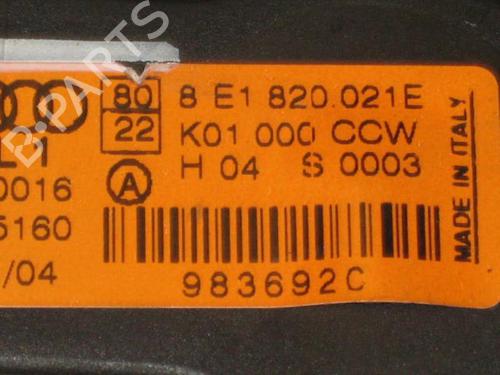 B-PARTS
80 8 E1 820.021E
22 K01 000 CCW
H 04 S 0003
A
0016
5160
/04
983692C
MADE IN ITALY